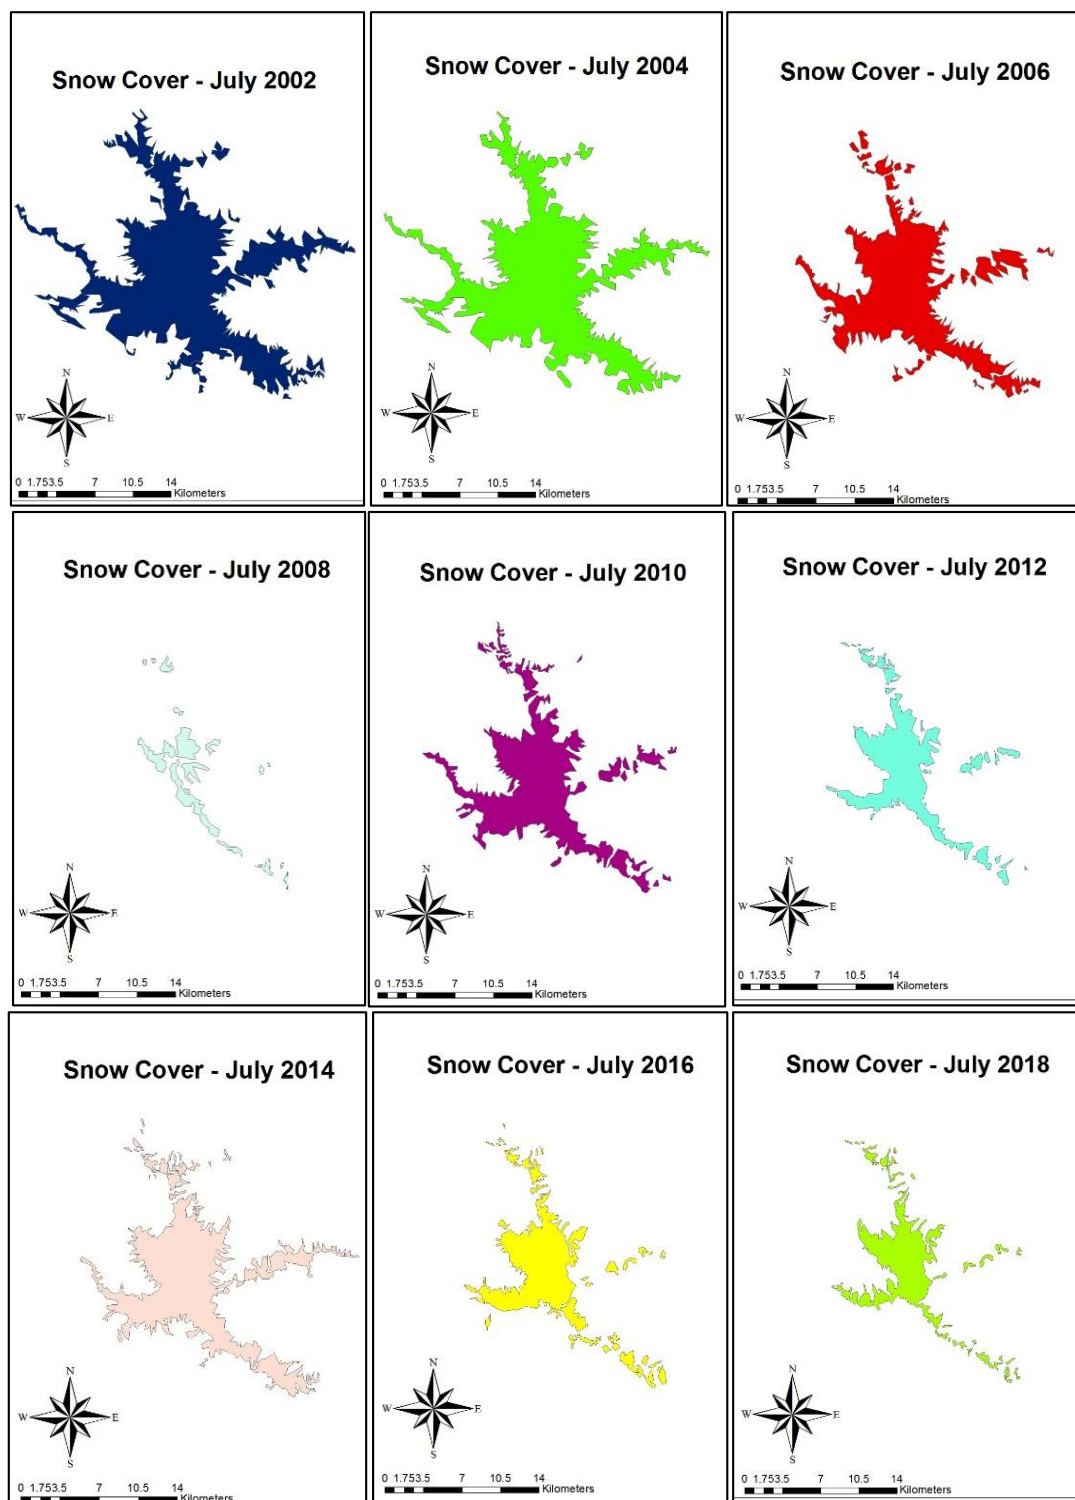 Snow Cover - July 2002
N
W E
S
0 1.753.5 7 10.5 14
Kilometers
Snow Cover - July 2004
N
W E
S
0 1.753.5 7 10.5 14
Kilometers
Snow Cover - July 2006
N
W E
S
0 1.753.5 7 10.5 14
Kilometers
Snow Cover - July 2008
N
W E
S
0 1.753.5 7 10.5 14
Kilometers
Snow Cover - July 2010
N
W E
S
0 1.753.5 7 10.5 14
Kilometers
Snow Cover - July 2012
N
W E
S
0 1.753.5 7 10.5 14
Kilometers
Snow Cover - July 2014
N
W E
S
0 1.753.5 7 10.5 14
Kilometers
Snow Cover - July 2016
N
W E
S
0 1.753.5 7 10.5 14
Kilometers
Snow Cover - July 2018
N
W E
S
0 1.753.5 7 10.5 14
Kilometers